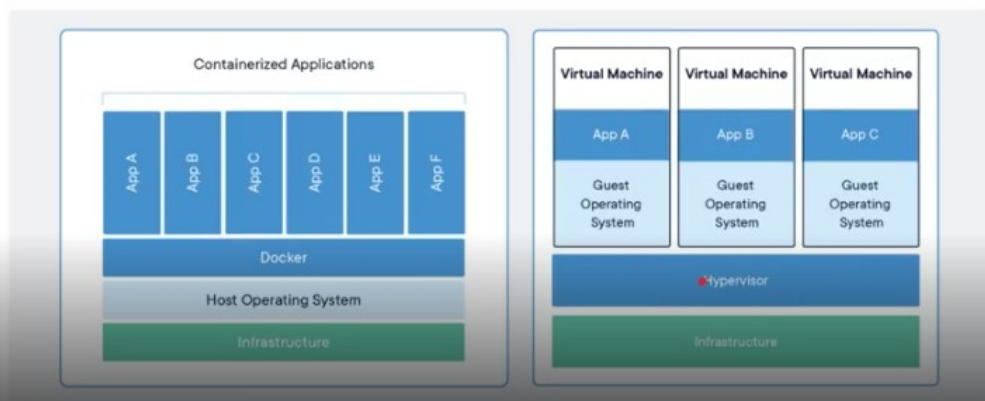 Containerized Applications
App A
App B
App C
App D
App E
App F
Docker
Host Operating System
Infrastructure
Virtual Machine
App A
Guest
Operating
System
Virtual Machine
App B
Guest
Operating
System
Virtual Machine
App C
Guest
Operating
System
Hypervisor
Infrastructure